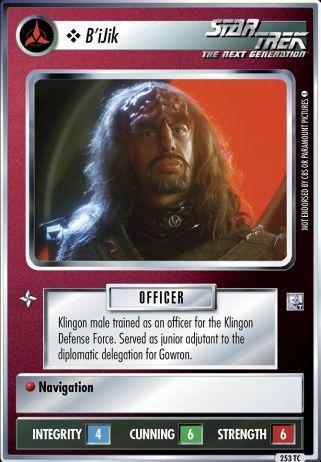 B'iJik
STAR TREK
THE NEXT GENERATION
NOT ENDORSED BY CBS OR PARAMOUNT PICTURES
OFFICER
Klingon male trained as an officer for the Klingon
Defense Force. Served as junior adjutant to the
diplomatic delegation for Gowron.
Navigation
INTEGRITY 4 CUNNING 6 STRENGTH 6
253 TC